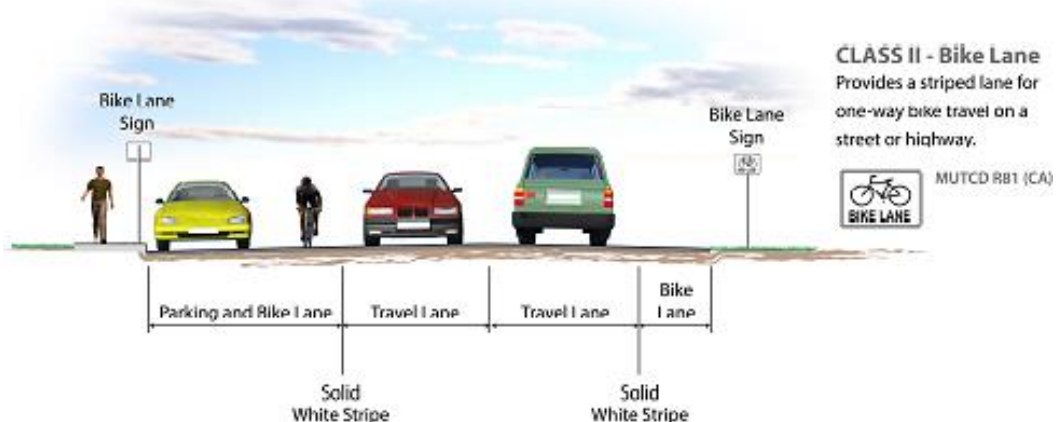 CLASS II - Bike Lane
Provides a striped lane for
one-way bike travel on a
street or highway.
MUTCD R81 (CA)
BIKE LANE
Bike Lane
Sign
Bike Lane
Sign
Parking and Bike Lane
Travel Lane
Travel Lane
Bike
Lane
Solid
White Stripe
Solid
White Stripe